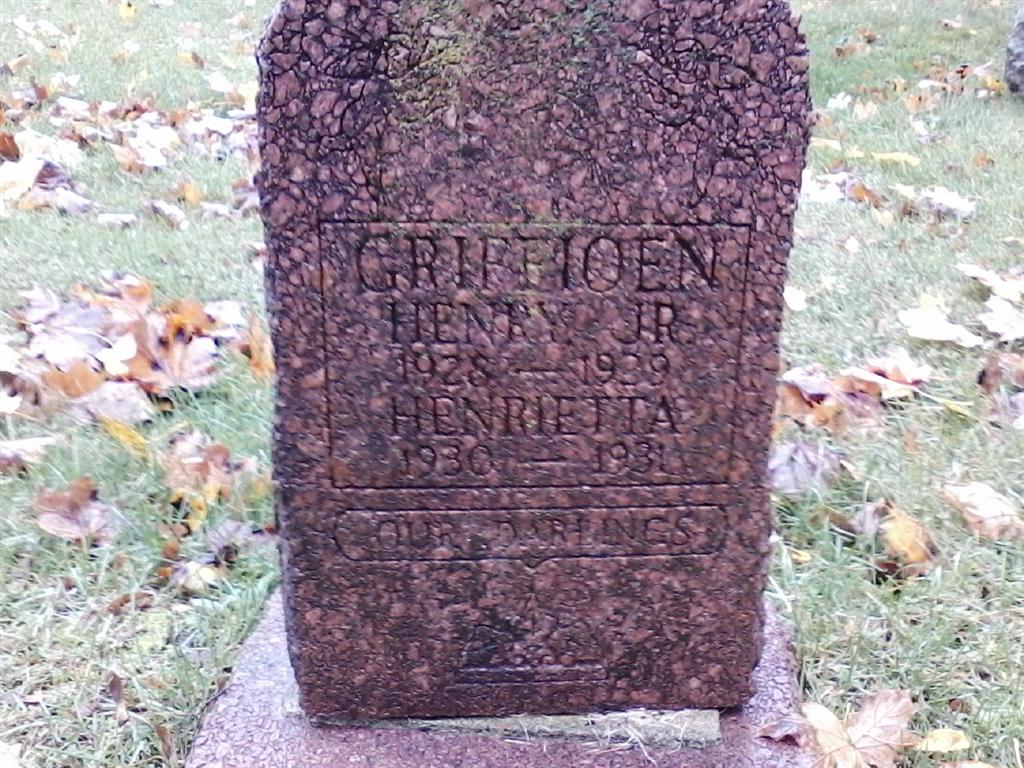 GRIFFIOEN
HENRY JR.
1928 — 1929
HENRIETTA
1930 — 1931
OUR DARLINGS